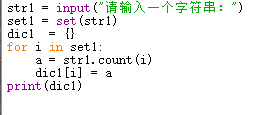 str1 = input("请输入一个字符串：")
set1 = set(str1)
dic1  = {}
for i in set1:
    a = str1.count(i)
    dic1[i] = a
print(dic1)